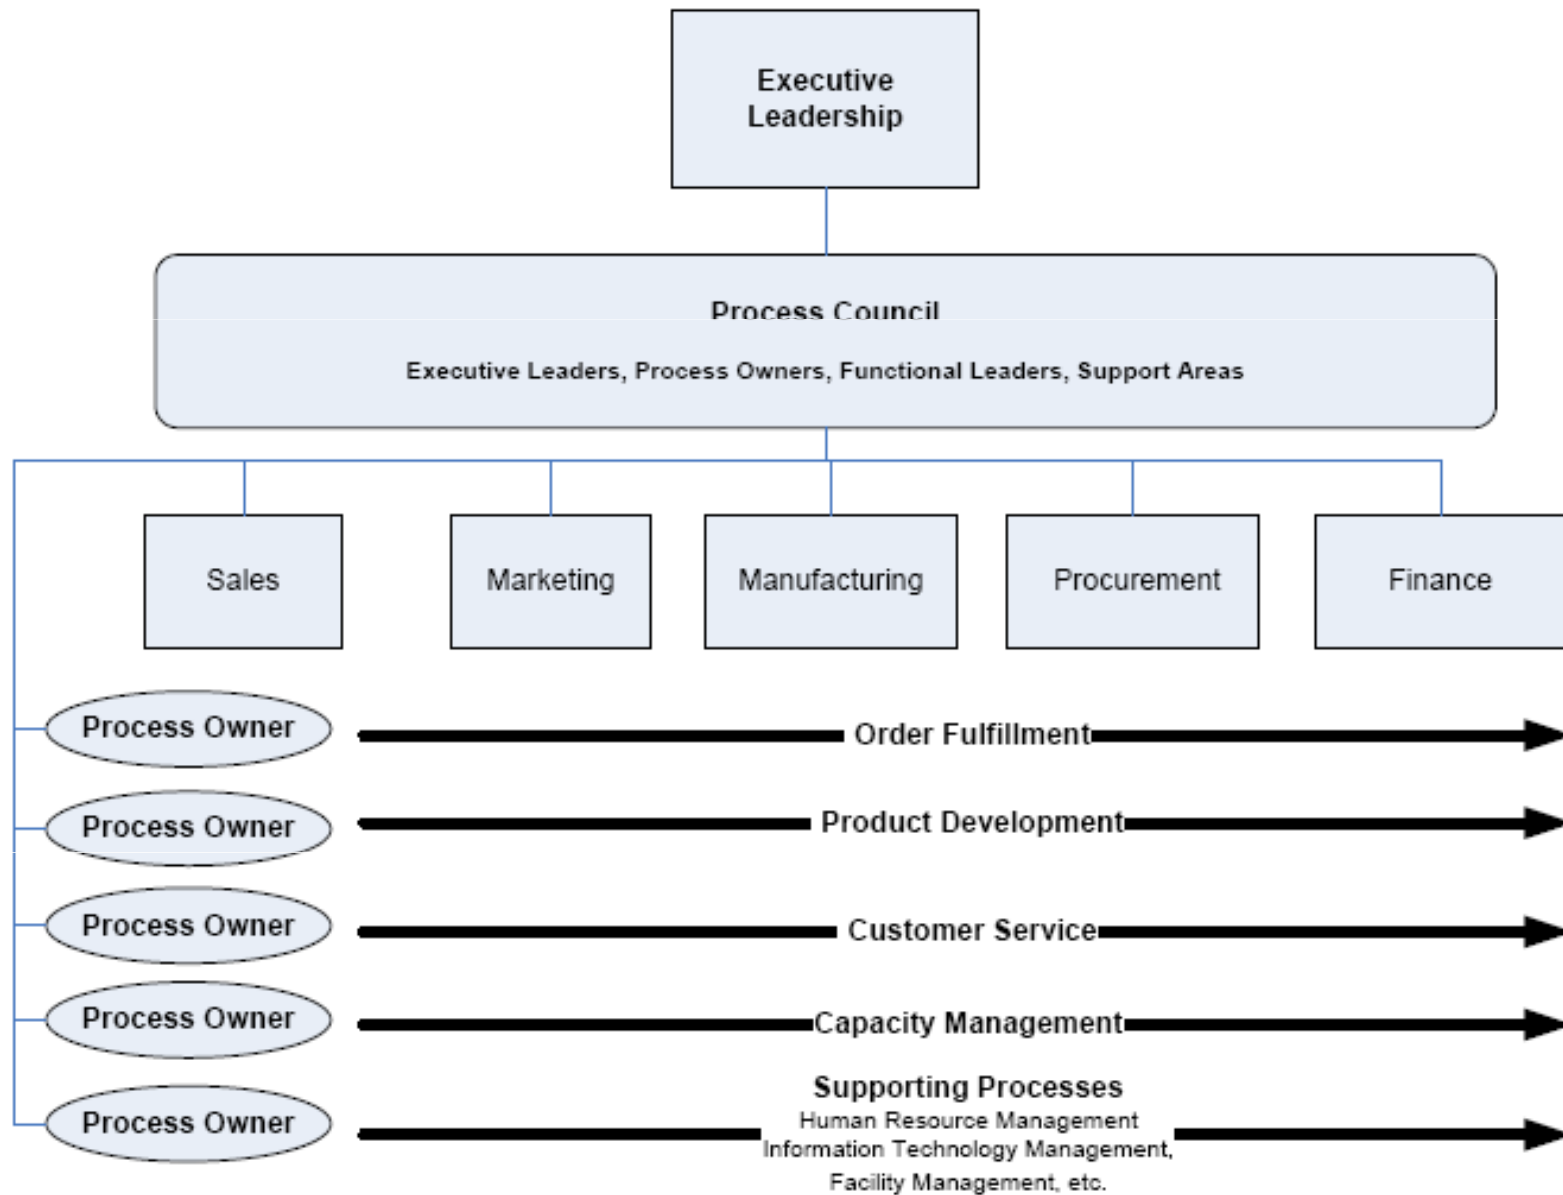 Executive
Leadership
Process Council
Executive Leaders, Process Owners, Functional Leaders, Support Areas
Sales
Marketing
Manufacturing
Procurement
Finance
Process Owner
Order Fulfillment
Process Owner
Product Development
Process Owner
Customer Service
Process Owner
Capacity Management
Process Owner
Supporting Processes
Human Resource Management
Information Technology Management,
Facility Management, etc.